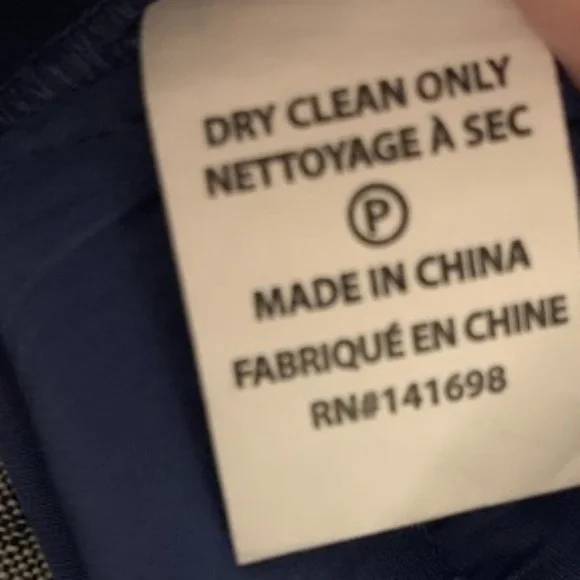 DRY CLEAN ONLY
NETTOYAGE À SEC
P
MADE IN CHINA
FABRIQUÉ EN CHINE
RN#141698